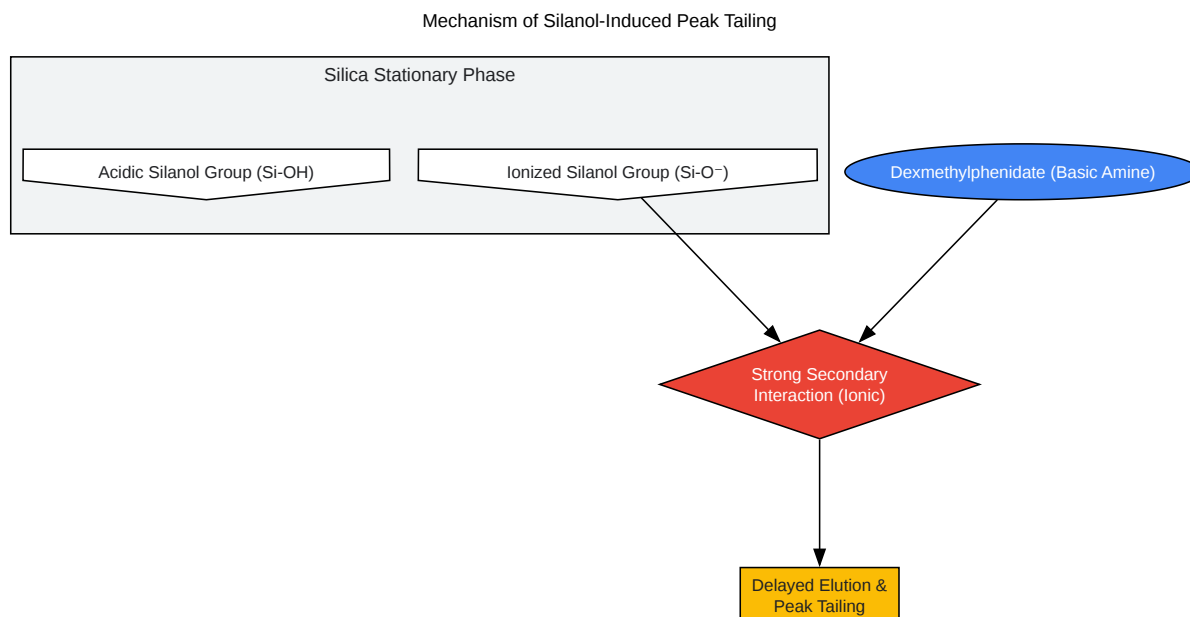 Mechanism of Silanol-Induced Peak Tailing
Silica Stationary Phase
Acidic Silanol Group (Si-OH)
Ionized Silanol Group (Si-O⁻)
Dexmethylphenidate (Basic Amine)
Strong Secondary
Interaction (Ionic)
Delayed Elution &
Peak Tailing